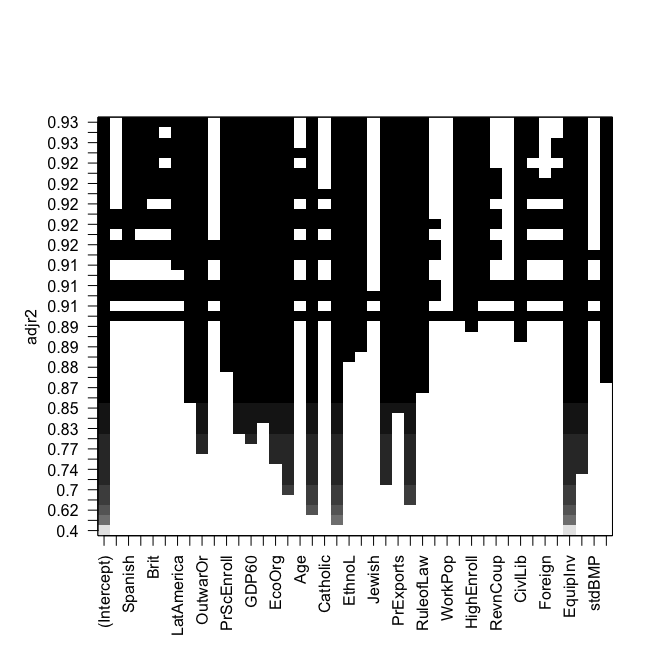 0.93
0.93
0.92
0.92
0.92
0.92
0.92
0.91
0.91
0.91
0.89
0.89
0.88
0.87
0.85
0.83
0.77
0.74
0.7
0.62
0.4
adjr2
(Intercept)
Spanish
Brit
LatAmerica
OutwarOr
PrScEnroll
GDP60
EcoOrg
Age
Catholic
EthnoL
Jewish
PrExports
RuleofLaw
WorkPop
HighEnroll
RevnCoup
CivlLib
Foreign
EquipInv
stdBMP